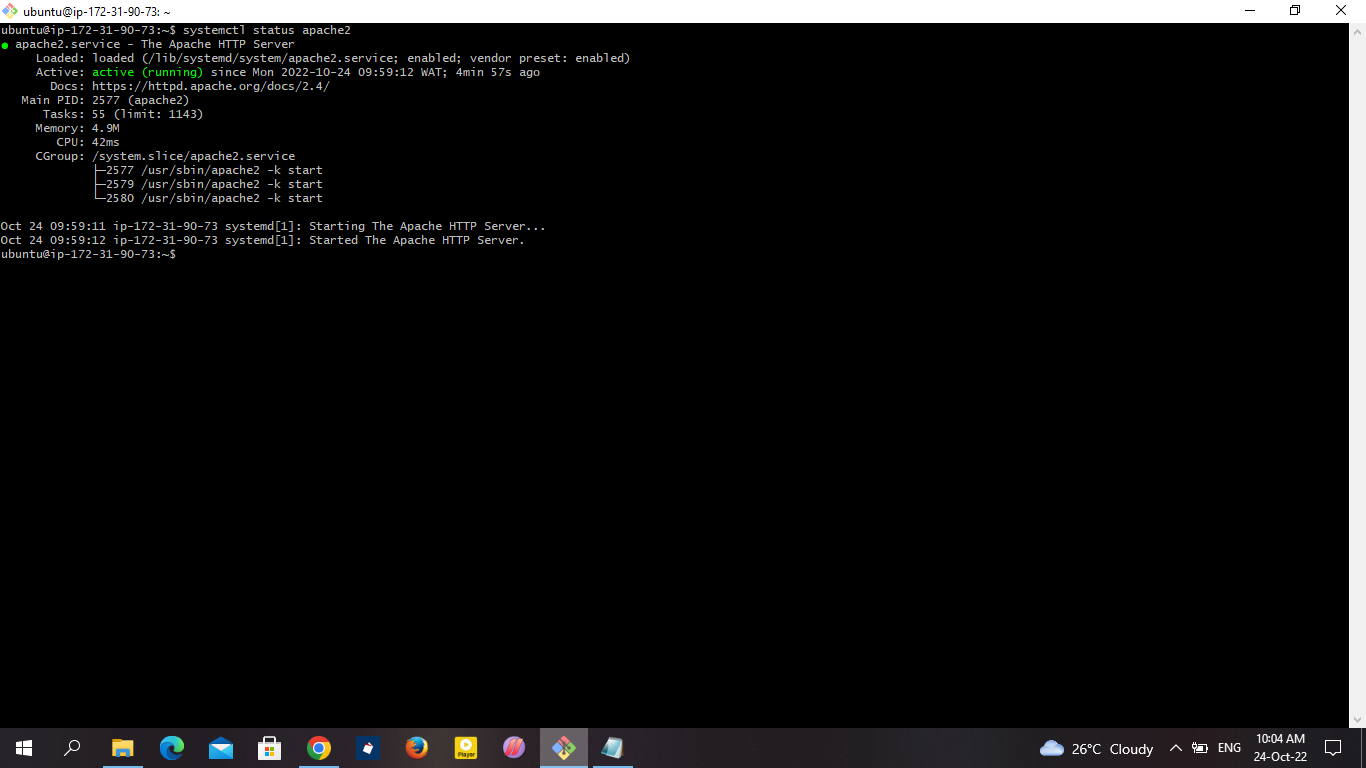 ubuntu@ip-172-31-90-73: ~
ubuntu@ip-172-31-90-73:~$ systemctl status apache2
● apache2.service - The Apache HTTP Server
Loaded: loaded (/lib/systemd/system/apache2.service; enabled; vendor preset: enabled)
Active: active (running) since Mon 2022-10-24 09:59:12 WAT; 4min 57s ago
Docs: https://httpd.apache.org/docs/2.4/
Main PID: 2577 (apache2)
Tasks: 55 (limit: 1143)
Memory: 4.9M
CPU: 42ms
CGroup: /system.slice/apache2.service
├─2577 /usr/sbin/apache2 -k start
├─2579 /usr/sbin/apache2 -k start
└─2580 /usr/sbin/apache2 -k start
Oct 24 09:59:11 ip-172-31-90-73 systemd[1]: Starting The Apache HTTP Server...
Oct 24 09:59:12 ip-172-31-90-73 systemd[1]: Started The Apache HTTP Server.
ubuntu@ip-172-31-90-73:~$
Player
26°C Cloudy
ENG
10:04 AM
24-Oct-22